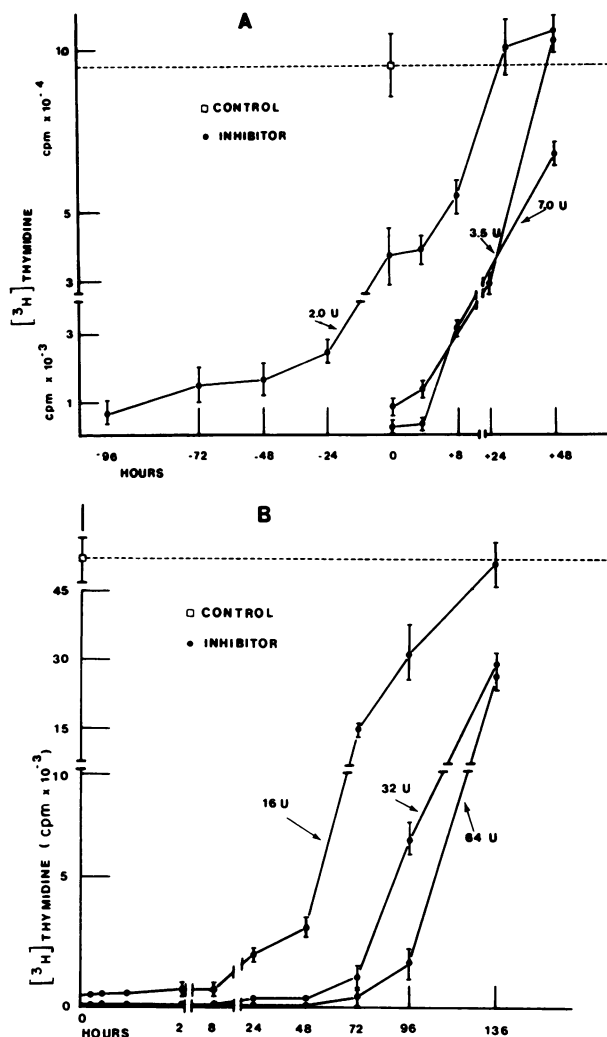 A
10
cpm x 10⁻⁴
CONTROL
INHIBITOR
5
3
[³H] THYMIDINE
7.0 U
3.5 U
2.0 U
3
cpm x 10⁻³
1
-96 -72 -48 -24 0 +8 +24 +48
HOURS
B
45
CONTROL
INHIBITOR
30
15
10
16 U
32 U
64 U
5
[³H] THYMIDINE (cpm x 10⁻³)
0
0 2 8 24 48 72 96 136
HOURS